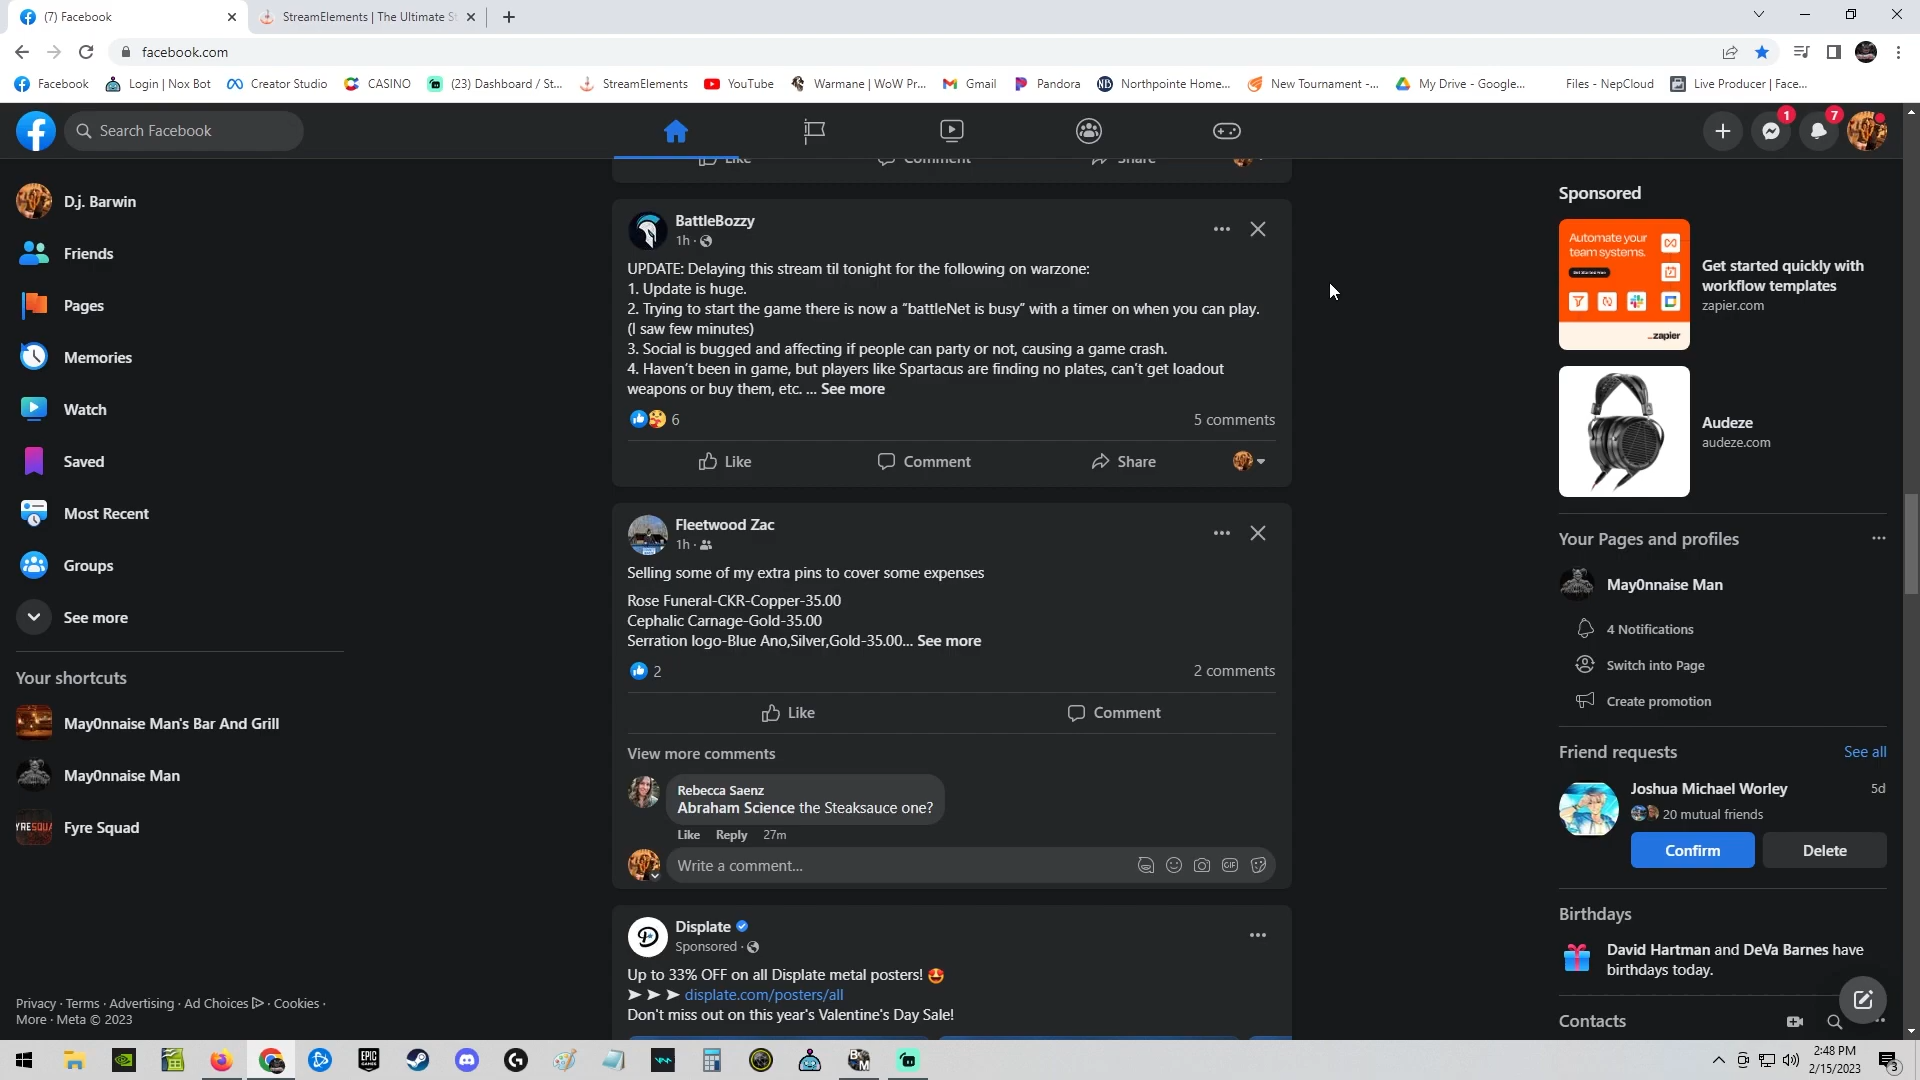 (7) Facebook
StreamElements | The Ultimate St
facebook.com
Facebook
Login | Nox Bot
Creator Studio
CASINO
(23) Dashboard / St...
StreamElements
YouTube
Warmane | WoW Pr...
Gmail
Pandora
Northpointe Home...
New Tournament -...
My Drive - Google...
Files - NepCloud
Live Producer | Face...
Search Facebook
1
7
Like
Comment
Share
D.j. Barwin
Friends
Pages
Memories
Watch
Saved
Most Recent
Groups
See more
Your shortcuts
May0nnaise Man's Bar And Grill
May0nnaise Man
Fyre Squad
Privacy · Terms · Advertising · Ad Choices · Cookies ·
More · Meta © 2023
BattleBozzy
1h ·
UPDATE: Delaying this stream til tonight for the following on warzone:
1. Update is huge.
2. Trying to start the game there is now a “battleNet is busy” with a timer on when you can play.
(I saw few minutes)
3. Social is bugged and affecting if people can party or not, causing a game crash.
4. Haven’t been in game, but players like Spartacus are finding no plates, can’t get loadout
weapons or buy them, etc. ... See more
6
5 comments
Like
Comment
Share
Fleetwood Zac
1h ·
Selling some of my extra pins to cover some expenses
Rose Funeral-CKR-Copper-35.00
Cephalic Carnage-Gold-35.00
Serration logo-Blue Ano,Silver,Gold-35.00... See more
2
2 comments
Like
Comment
View more comments
Rebecca Saenz
Abraham Science the Steaksauce one?
Like Reply 27m
Write a comment...
GIF
Displate
Sponsored ·
Up to 33% OFF on all Displate metal posters! 🤩
➤ ➤ ➤ displate.com/posters/all
Don't miss out on this year's Valentine's Day Sale!
Sponsored
Automate your
team systems.
Get Started Free
_zapier
Get started quickly with
workflow templates
zapier.com
Audeze
audeze.com
Your Pages and profiles
May0nnaise Man
4 Notifications
Switch into Page
Create promotion
Friend requests
See all
Joshua Michael Worley
5d
20 mutual friends
Confirm
Delete
Birthdays
David Hartman and DeVa Barnes have
birthdays today.
Contacts
EPIC
GAMES
2:48 PM
2/15/2023
3